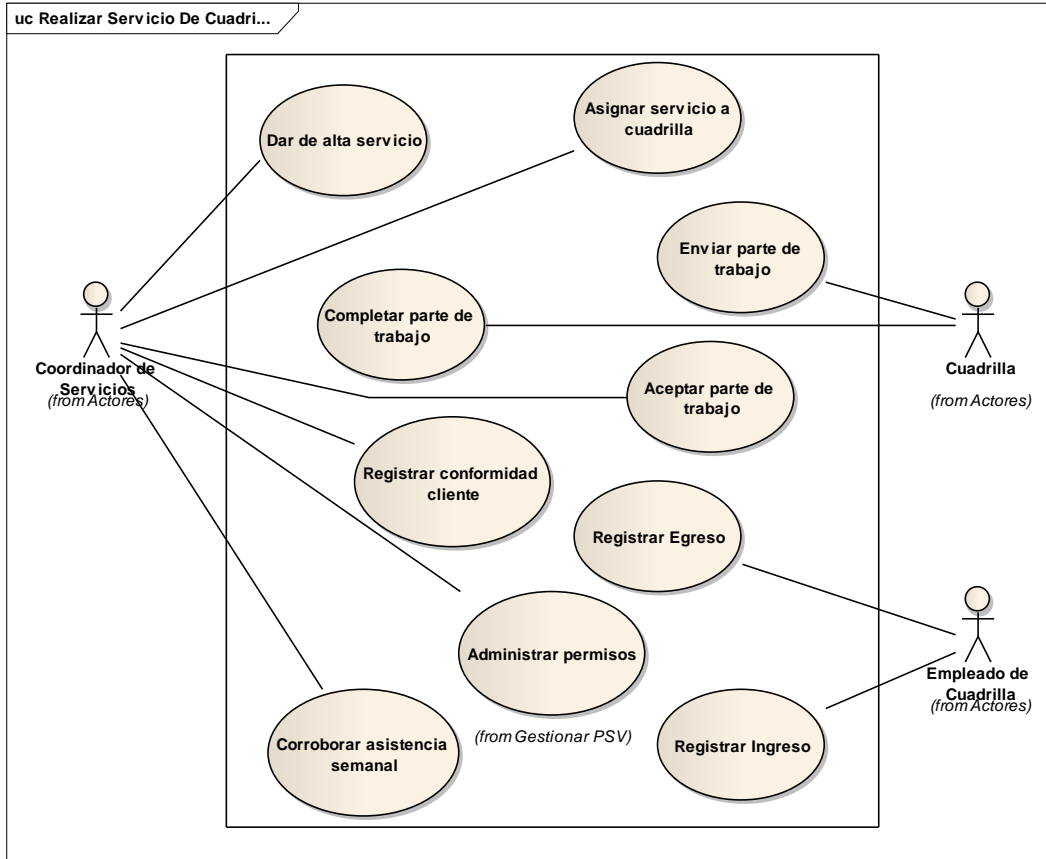 uc Realizar Servicio De Cuadri...
Dar de alta servicio
Asignar servicio a
cuadrilla
Enviar parte de
trabajo
Completar parte de
trabajo
Coordinador de
Servicios
(from Actores)
Cuadrilla
(from Actores)
Aceptar parte de
trabajo
Registrar conformidad
cliente
Registrar Egreso
Administrar permisos
(from Gestionar PSV)
Empleado de
Cuadrilla
(from Actores)
Corroborar asistencia
semanal
Registrar Ingreso